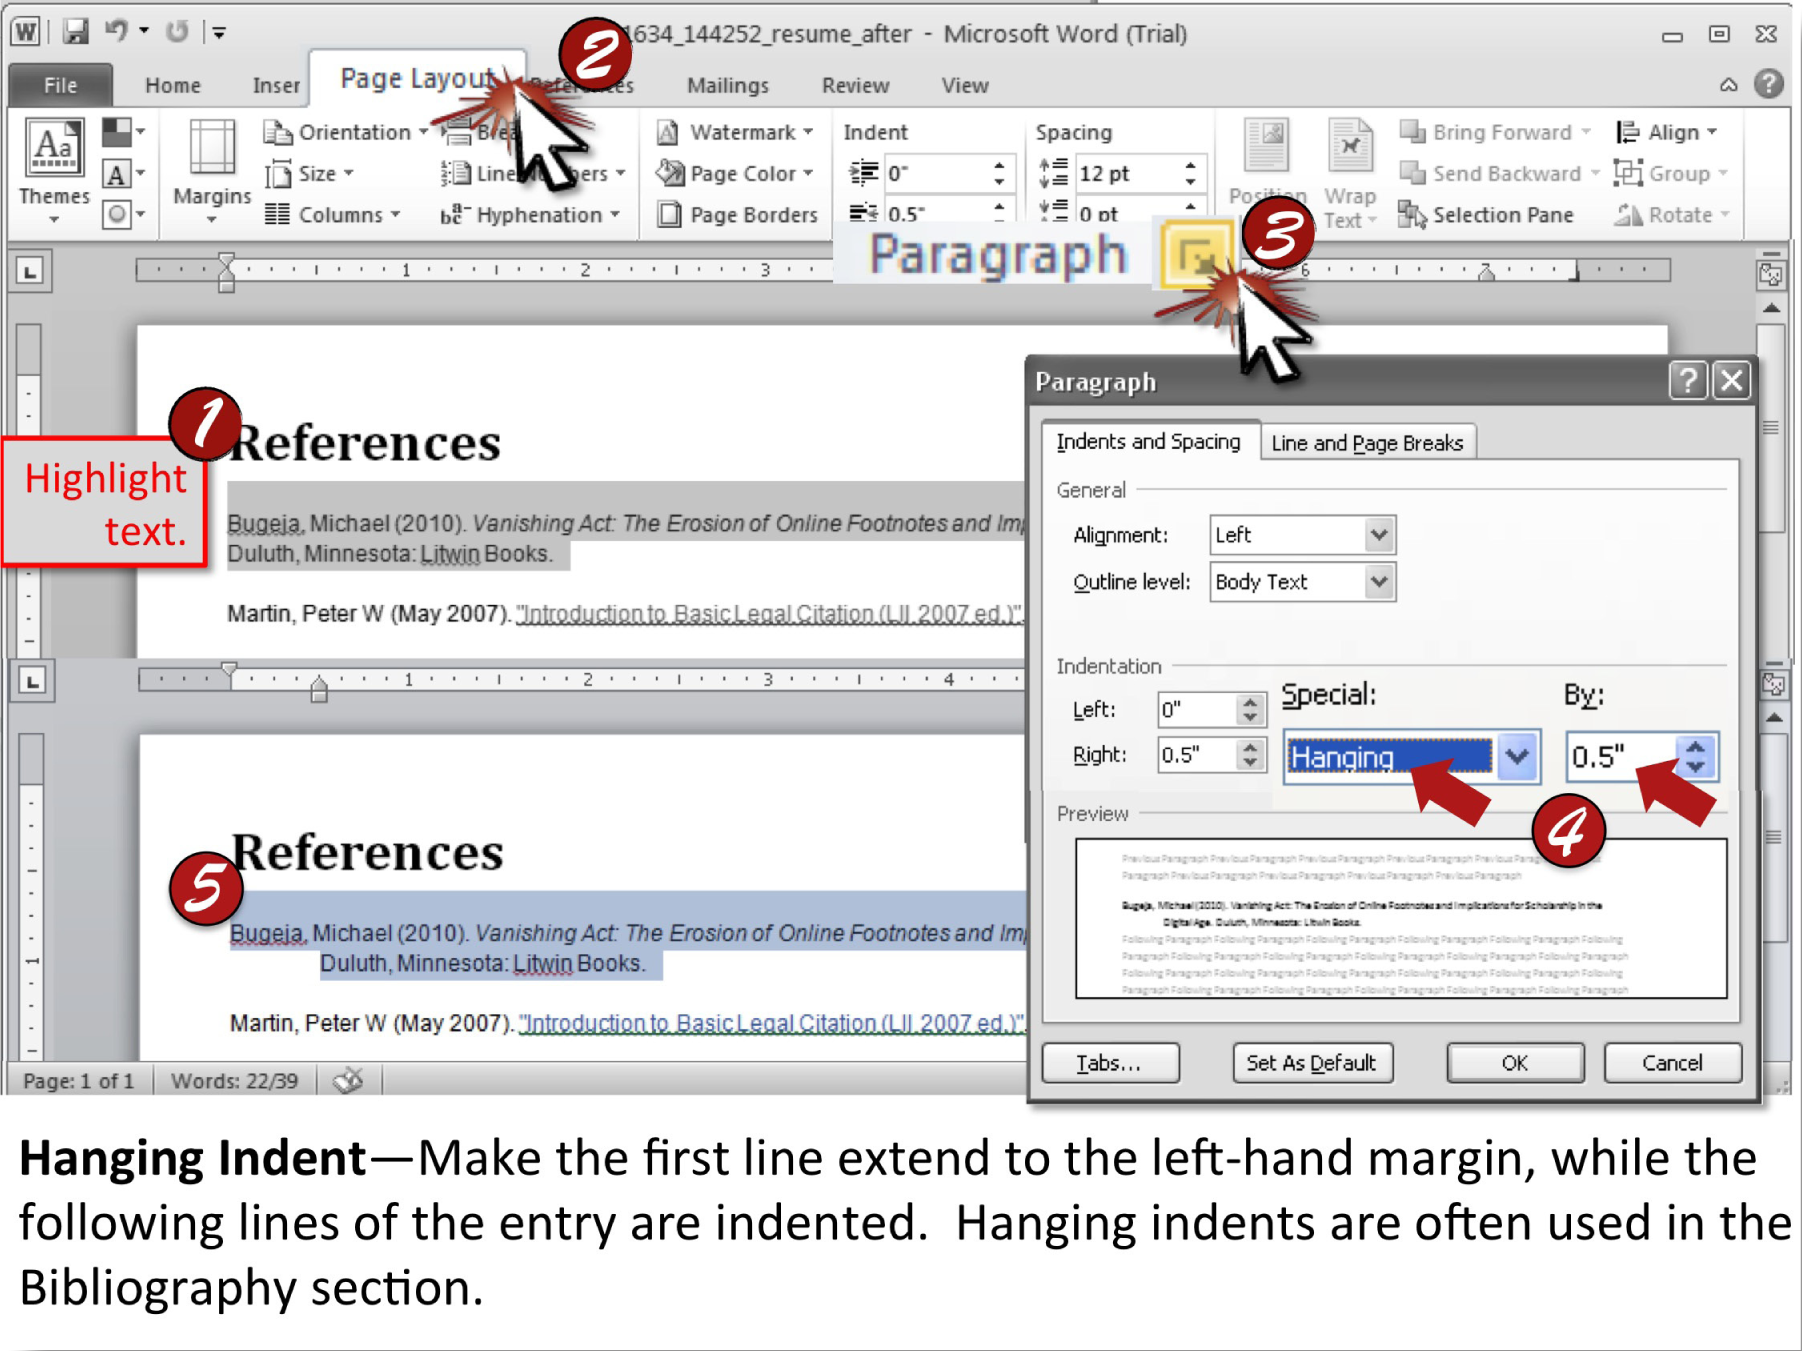 1634_144252_resume_after - Microsoft Word (Trial)
File Home Inser Page Layout References Mailings Review View
2
Themes
Margins
Orientation
Size
Columns
Line Numbers
Hyphenation
Watermark
Page Color
Page Borders
Indent
0"
0.5"
Spacing
12 pt
0 pt
Paragraph
3
Position
Wrap
Text
Bring Forward
Send Backward
Selection Pane
Align
Group
Rotate
1 2 3 6 7
1
Highlight
text.
References
Bugeja, Michael (2010). Vanishing Act: The Erosion of Online Footnotes and Im
Duluth, Minnesota: Litwin Books.
Martin, Peter W (May 2007). "Introduction to Basic Legal Citation (LII 2007 ed.)".
1 2 3 4
5
References
Bugeja, Michael (2010). Vanishing Act: The Erosion of Online Footnotes and Im
Duluth, Minnesota: Litwin Books.
Martin, Peter W (May 2007). "Introduction to Basic Legal Citation (LII 2007 ed.)".
Page: 1 of 1 Words: 22/39
Paragraph
Indents and Spacing Line and Page Breaks
General
Alignment: Left
Outline level: Body Text
Indentation
Left: 0"
Right: 0.5"
Special:
Hanging
By:
0.5"
4
Preview
Previous Paragraph Previous Paragraph Previous Paragraph Previous Paragraph Previous Parag
Paragraph Previous Paragraph Previous Paragraph Previous Paragraph Previous Paragraph
Bugeja, Michael (2010). Vanishing Act: The Erosion of Online Footnotes and Implications for Scholarship in the
Digital Age. Duluth, Minnesota: Litwin Books.
Following Paragraph Following Paragraph Following Paragraph Following Paragraph Following Paragraph Following
Paragraph Following Paragraph Following Paragraph Following Paragraph Following Paragraph Following Paragraph
Following Paragraph Following Paragraph Following Paragraph Following Paragraph Following Paragraph Following
Paragraph Following Paragraph Following Paragraph Following Paragraph Following Paragraph Following Paragraph
Tabs... Set As Default OK Cancel
Hanging Indent—Make the first line extend to the left-hand margin, while the
following lines of the entry are indented. Hanging indents are often used in the
Bibliography section.